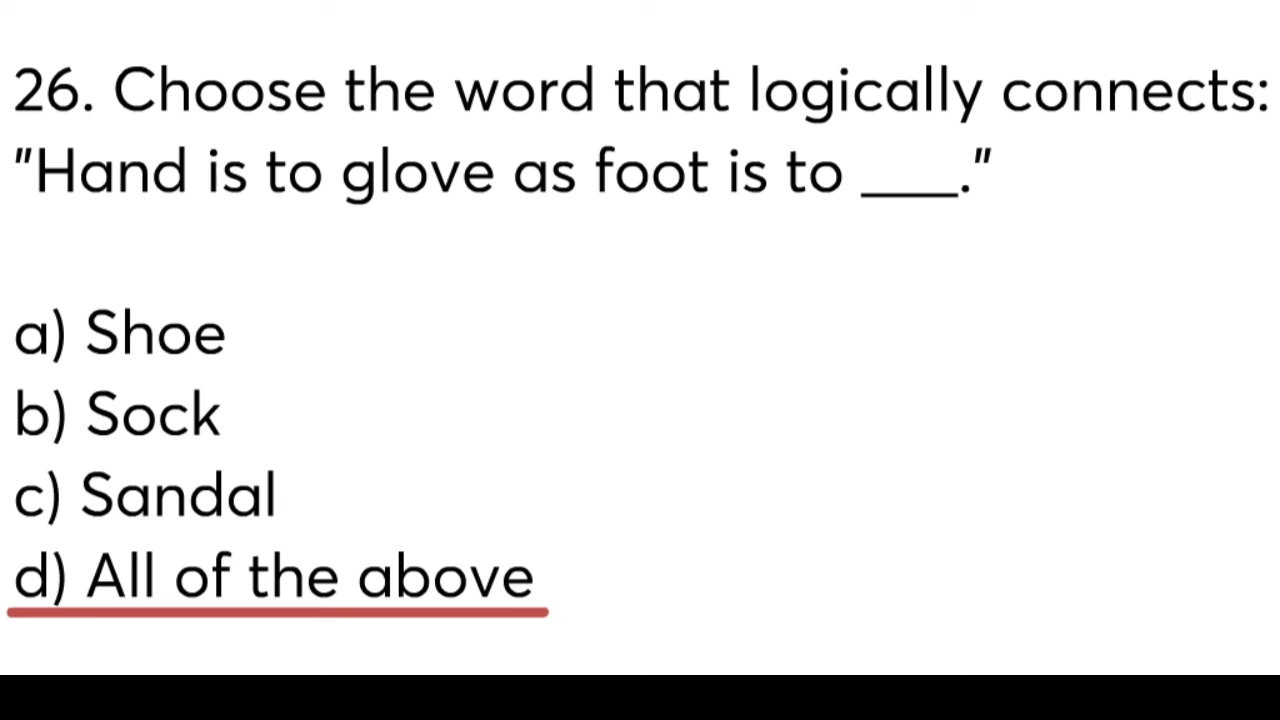 26. Choose the word that logically connects:
"Hand is to glove as foot is to ____."
a) Shoe
b) Sock
c) Sandal
d) All of the above